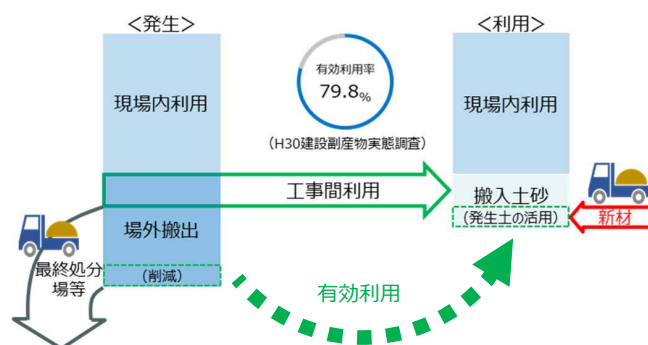 ＜発生＞
＜利用＞
有効利用率
79.8%
（H30建設副産物実態調査）
現場内利用
現場内利用
工事間利用
搬入土砂
（発生土の活用）
新材
場外搬出
最終処分
場等
（削減）
有効利用